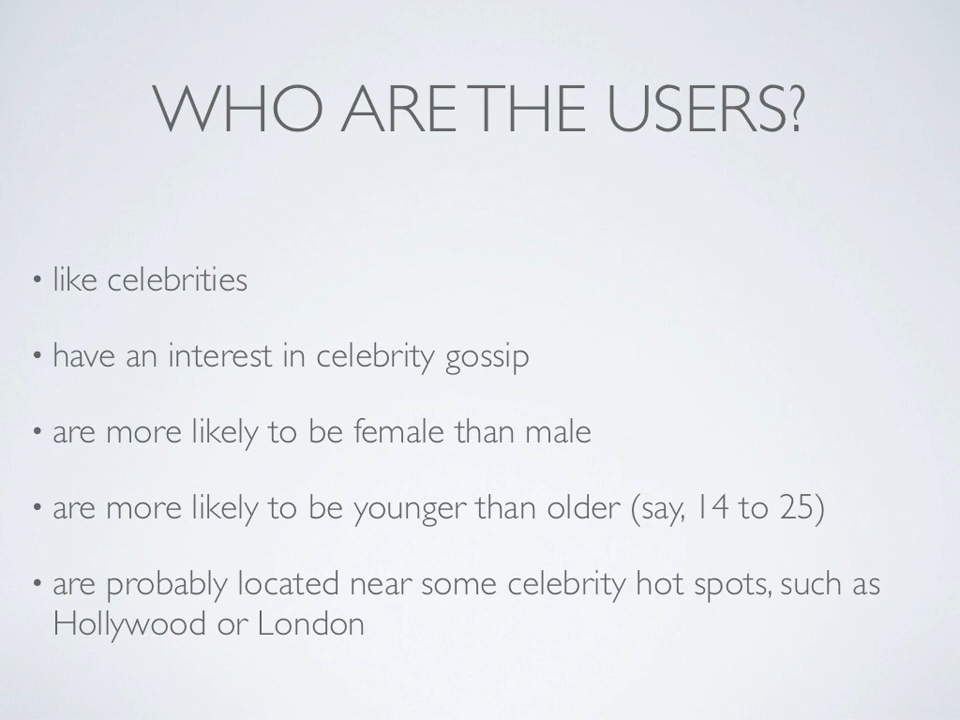 WHO ARE THE USERS?
• like celebrities
• have an interest in celebrity gossip
• are more likely to be female than male
• are more likely to be younger than older (say, 14 to 25)
• are probably located near some celebrity hot spots, such as
Hollywood or London